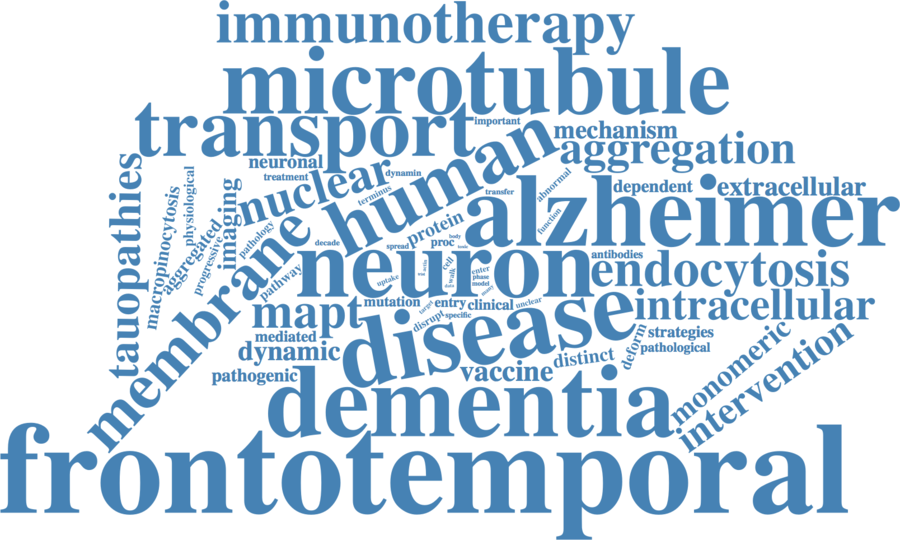 immunotherapy
microtubule
transport
important
mechanism
aggregation
human
neuronal
treatment
nuclear
dynamin
terminus
tauopathies
macropinocytosis
physiological
aggregated
progressive
imaging
pathology
membrane
pathway
decade
neuron
spread
protein
body
proc
transfer
abnormal
function
dependent
extracellular
alzheimer
antibodies
endocytosis
intracellular
uptake
actin
cell
walk
enter
phase
model
mapt
mutation
target
entry
clinical
unclear
disrupt
specific
mediated
dynamic
pathogenic
disease
vaccine
distinct
deform
strategies
pathological
monomeric
intervention
dementia
frontotemporal